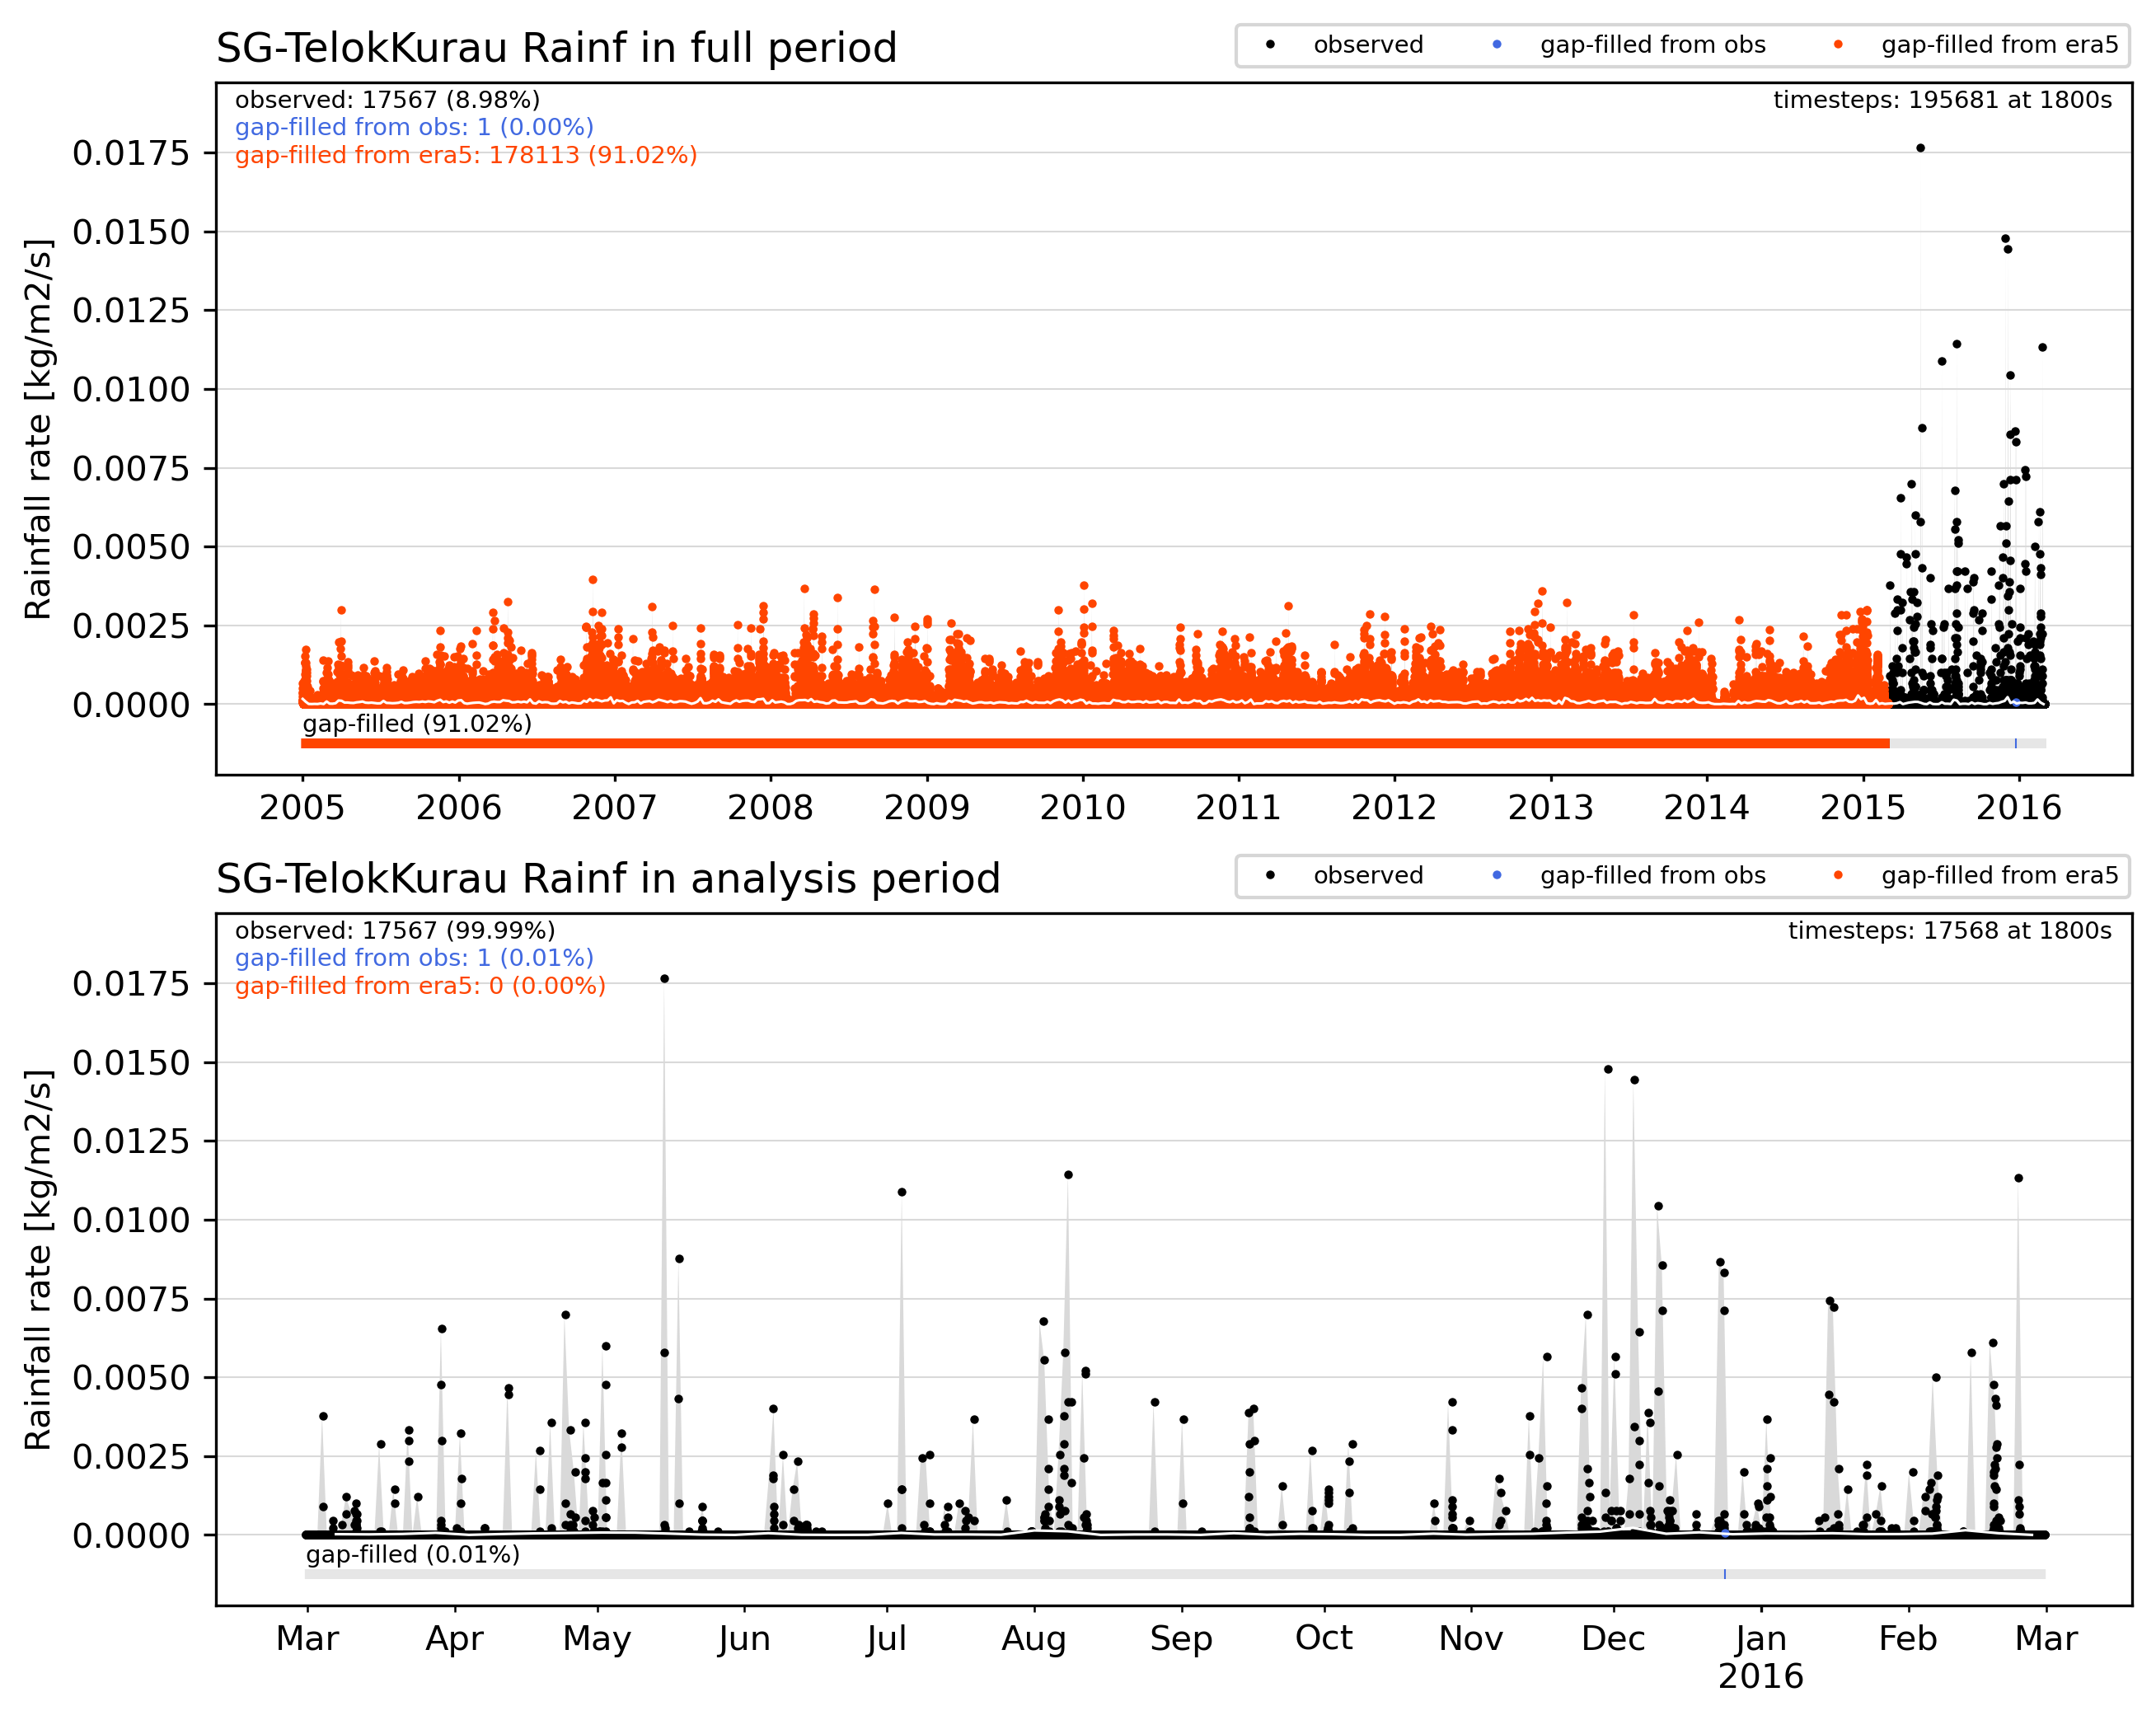 SG-TelokKurau Rainf in full period
observed gap-filled from obs gap-filled from era5
observed: 17567 (8.98%)
timesteps: 195681 at 1800s
gap-filled from obs: 1 (0.00%)
gap-filled from era5: 178113 (91.02%)
Rainfall rate [kg/m2/s]
0.0175
0.0150
0.0125
0.0100
0.0075
0.0050
0.0025
0.0000
gap-filled (91.02%)
2005 2006 2007 2008 2009 2010 2011 2012 2013 2014 2015 2016
SG-TelokKurau Rainf in analysis period
observed gap-filled from obs gap-filled from era5
observed: 17567 (99.99%)
timesteps: 17568 at 1800s
gap-filled from obs: 1 (0.01%)
gap-filled from era5: 0 (0.00%)
Rainfall rate [kg/m2/s]
0.0175
0.0150
0.0125
0.0100
0.0075
0.0050
0.0025
0.0000
gap-filled (0.01%)
Mar Apr May Jun Jul Aug Sep Oct Nov Dec Jan Feb Mar
2016